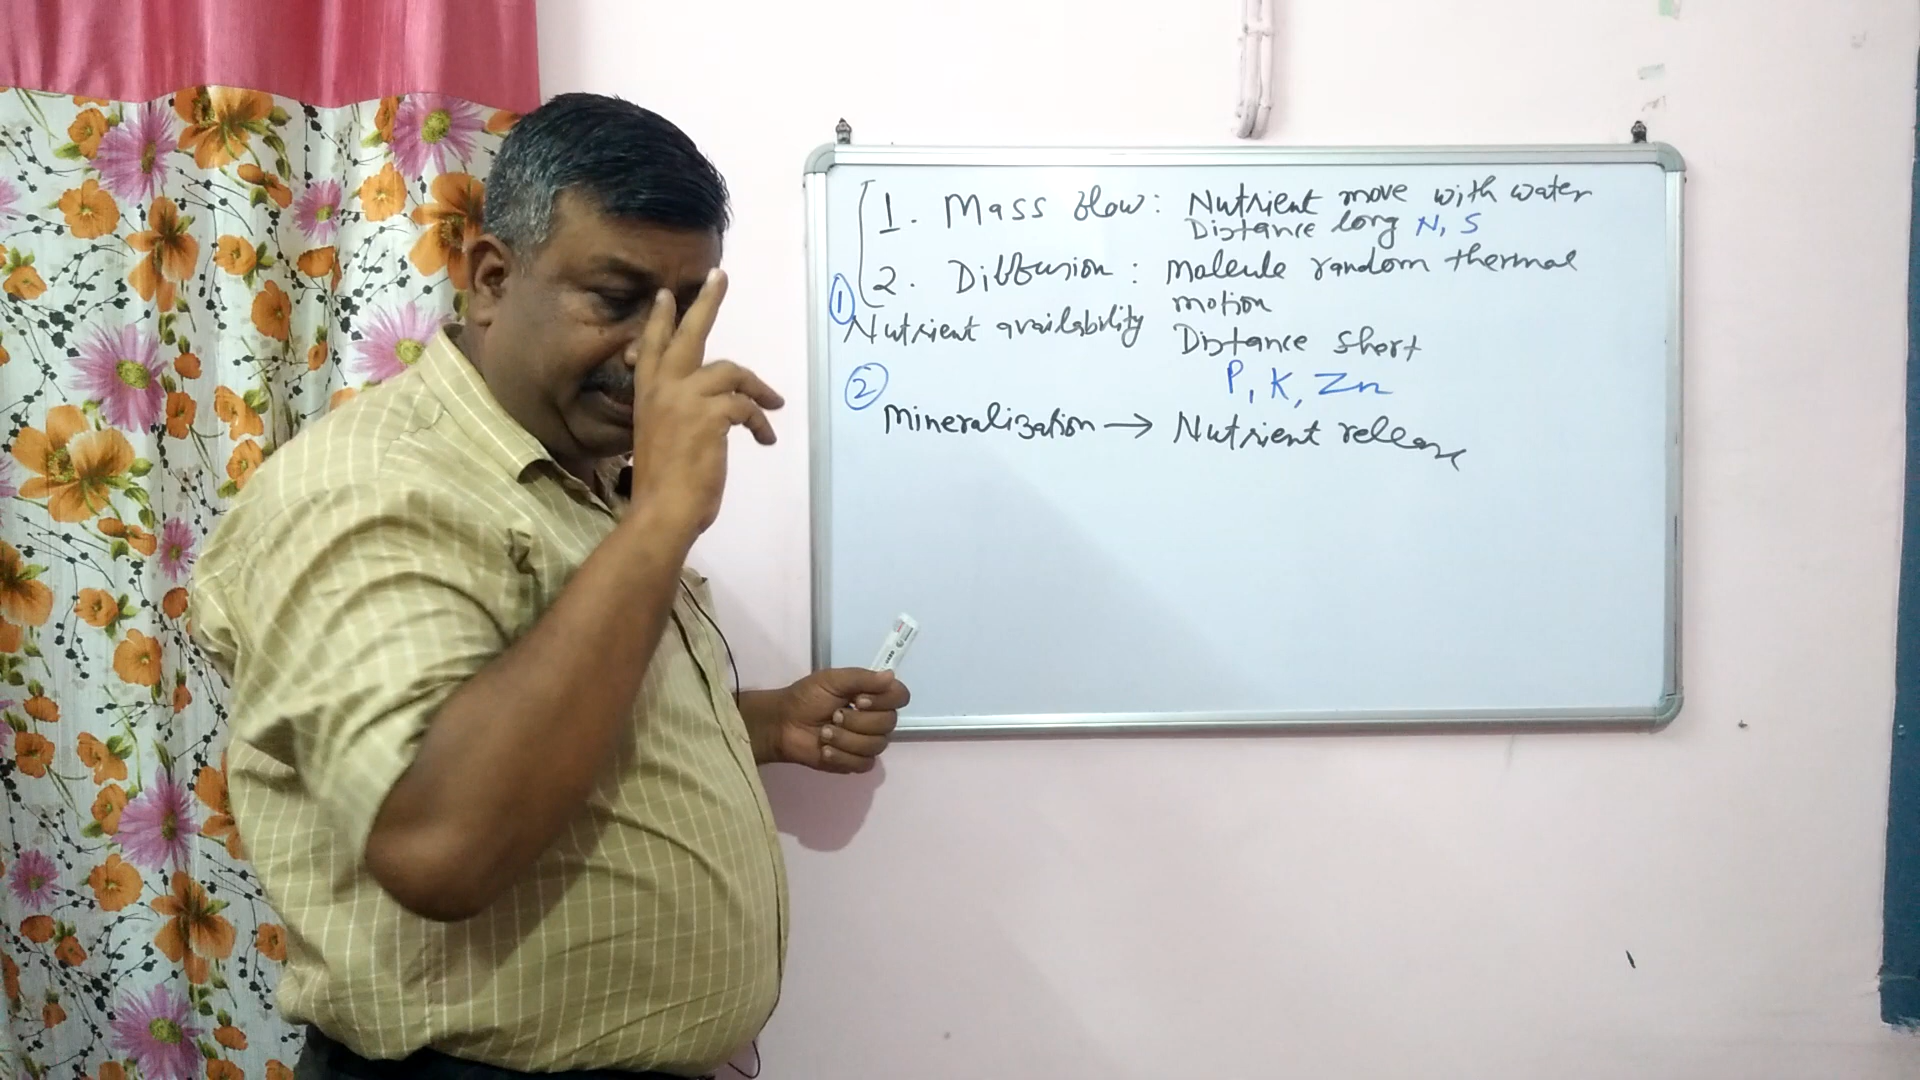 1. Mass flow: Nutrient move with water
Distance long N, S
2. Diffusion: Molecule random thermal
motion
①
Nutrient availability
Distance short
P, K, Zn
②
Mineralization → Nutrient release